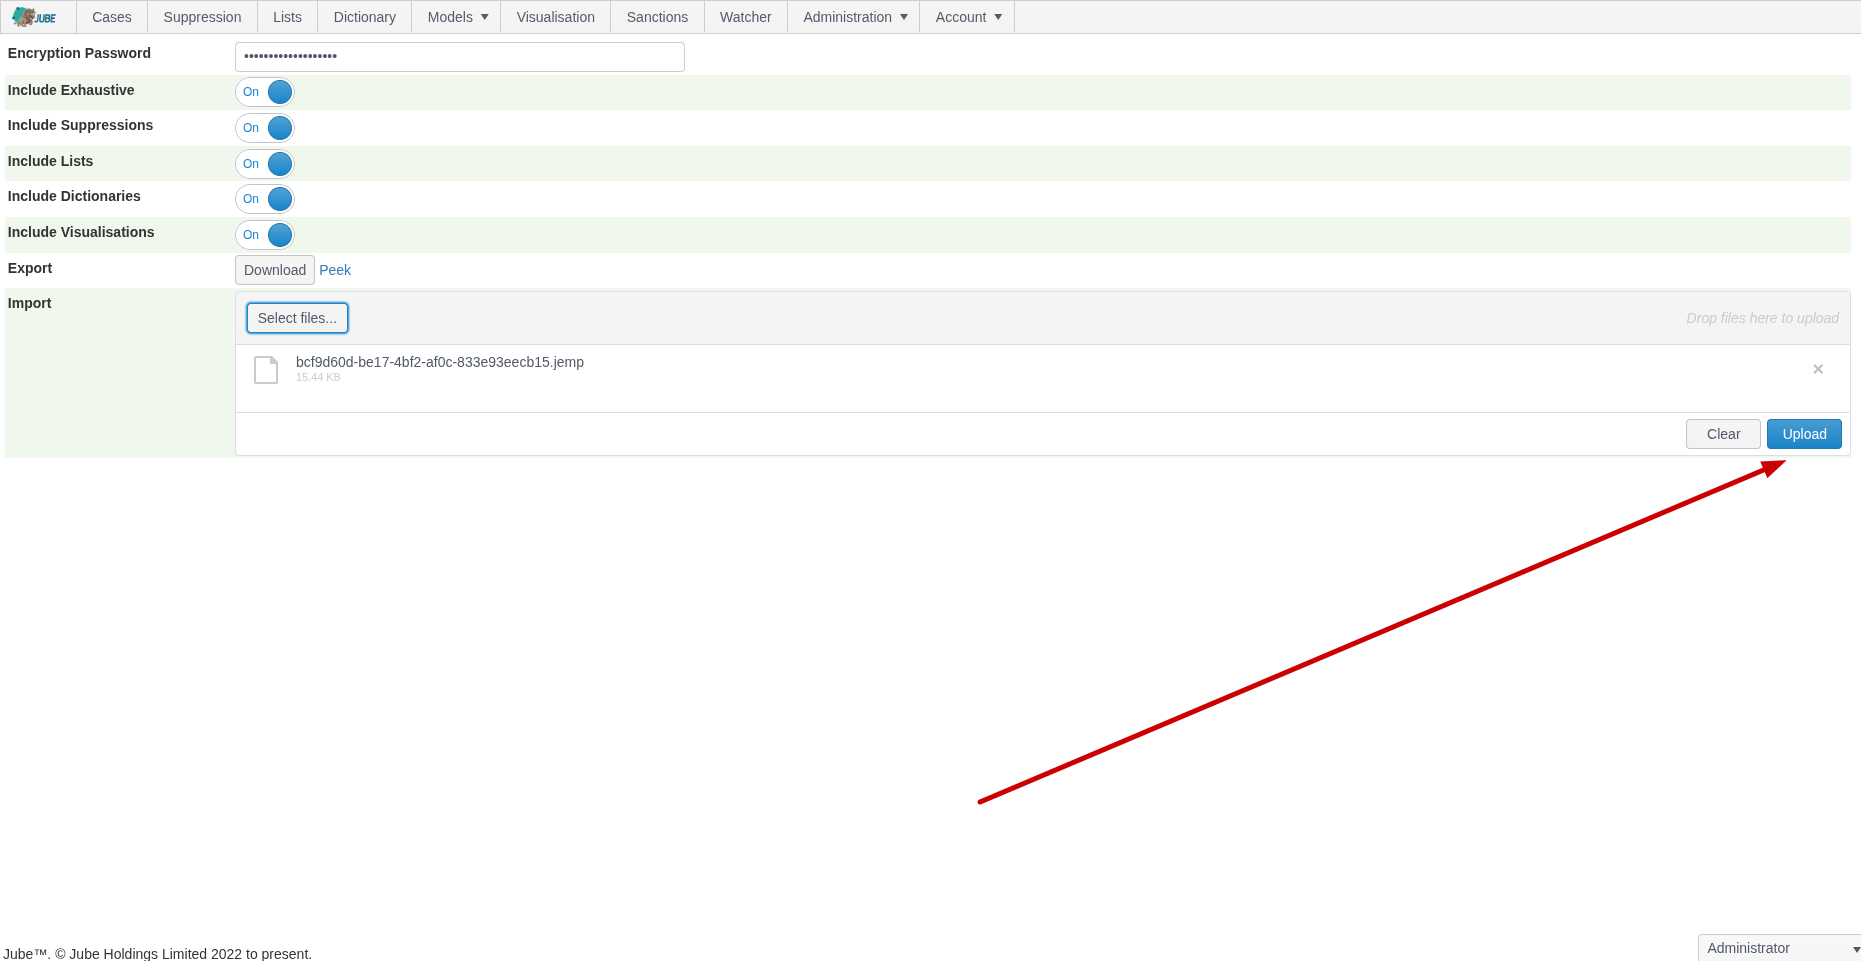 JUBE Cases Suppression Lists Dictionary Models Visualisation Sanctions Watcher Administration Account
Encryption Password •••••••••••••••••••
Include Exhaustive On
Include Suppressions On
Include Lists On
Include Dictionaries On
Include Visualisations On
Export Download Peek
Import Select files... Drop files here to upload
bcf9d60d-be17-4bf2-af0c-833e93eecb15.jemp
15.44 KB
Clear Upload
Jube™. © Jube Holdings Limited 2022 to present. Administrator